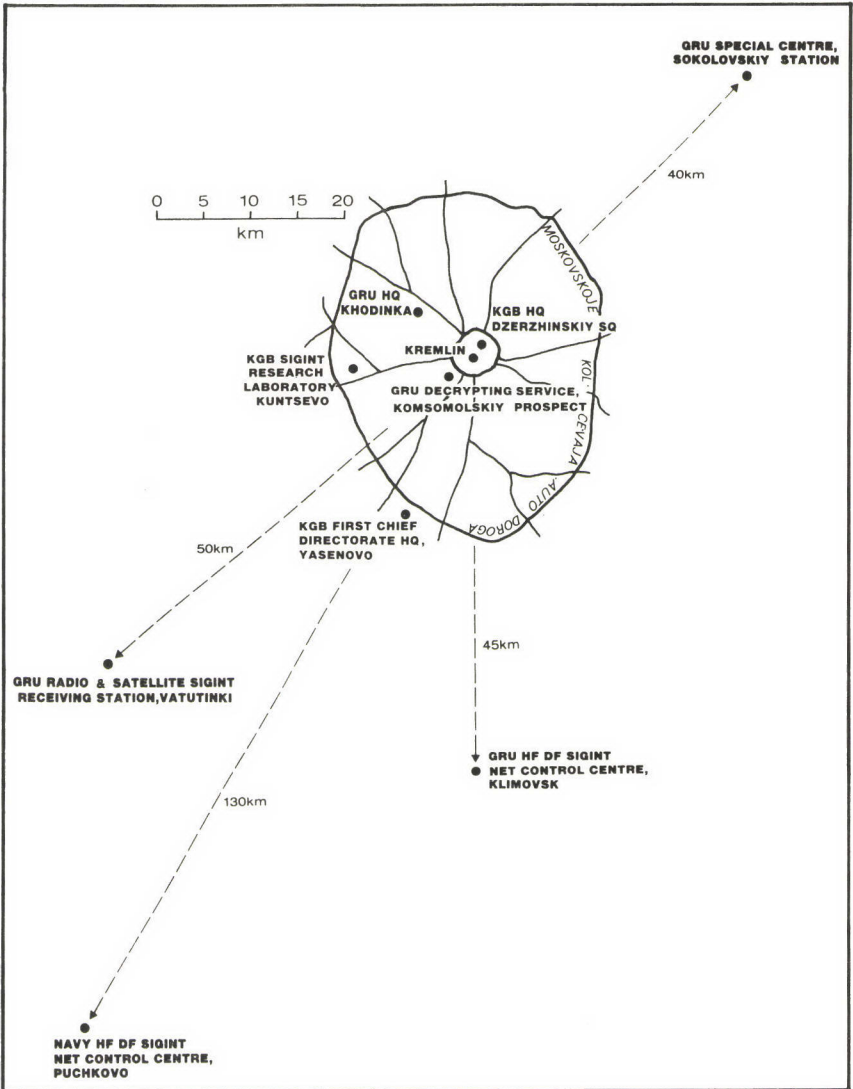 GRU SPECIAL CENTRE,
SOKOLOVSKIY STATION
40km
0 5 10 15 20
km
MOSKOVSKOJE
GRU HQ
KHODINKA
KGB HQ
DZERZHINSKIY SQ
KREMLIN
KGB SIGINT
RESEARCH
LABORATORY
KUNTSEVO
GRU DECRYPTING SERVICE,
KOMSOMOLSKIY PROSPECT
KOL'CEVAJA
AUTO DOROGA
KGB FIRST CHIEF
DIRECTORATE HQ,
YASENOVO
50km
45km
GRU RADIO & SATELLITE SIGINT
RECEIVING STATION,VATUTINKI
GRU HF DF SIGINT
NET CONTROL CENTRE,
KLIMOVSK
130km
NAVY HF DF SIGINT
NET CONTROL CENTRE,
PUCHKOVO